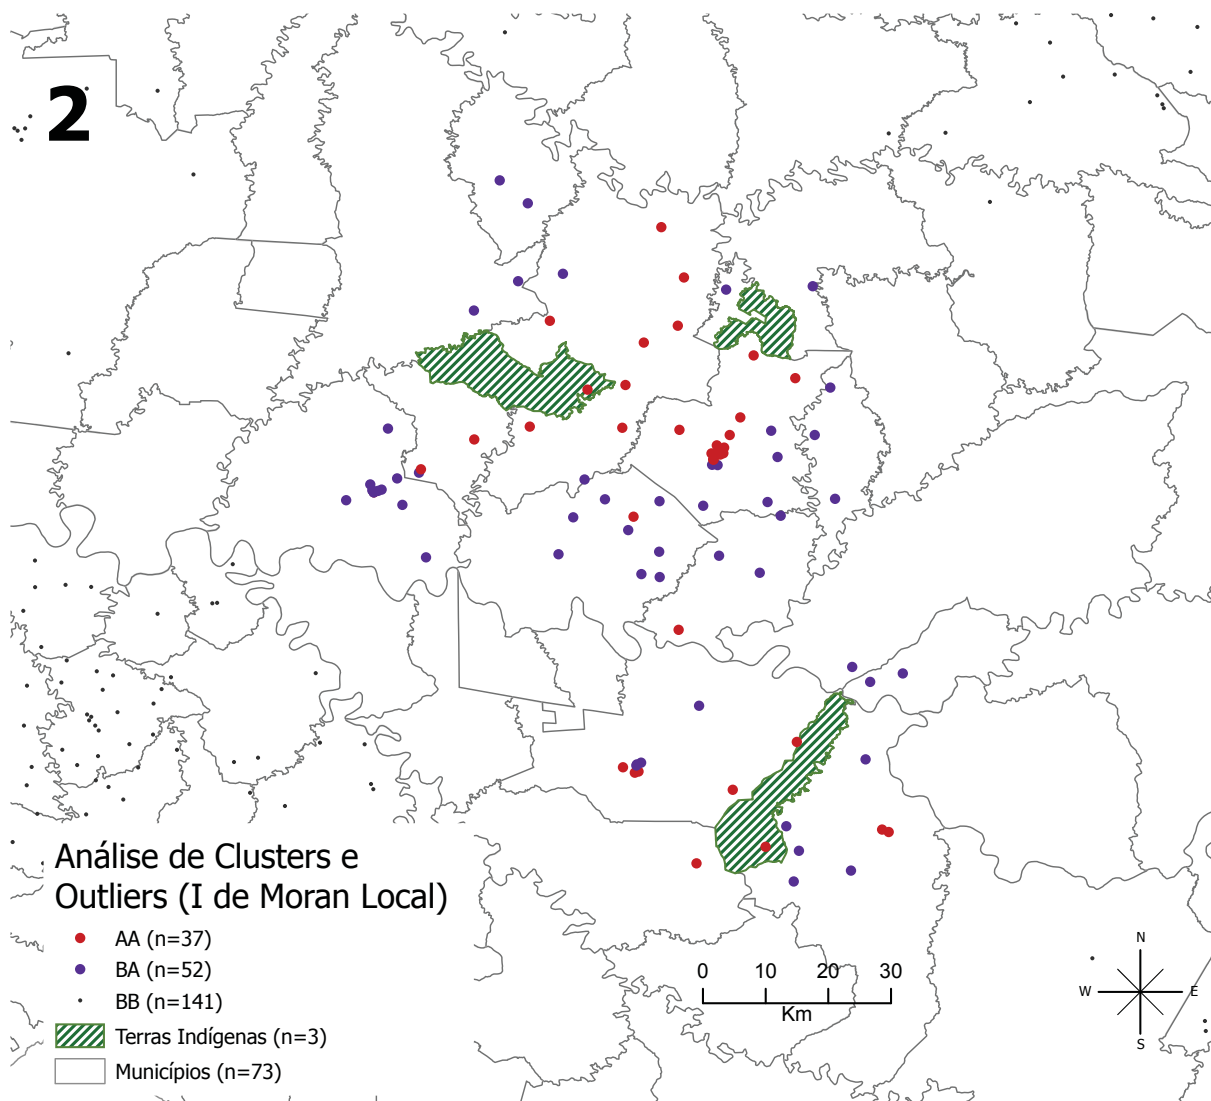 2
Análise de Clusters e
Outliers (I de Moran Local)
AA (n=37)
BA (n=52)
BB (n=141)
Terras Indígenas (n=3)
Municípios (n=73)
0 10 20 30
Km
N
W E
S